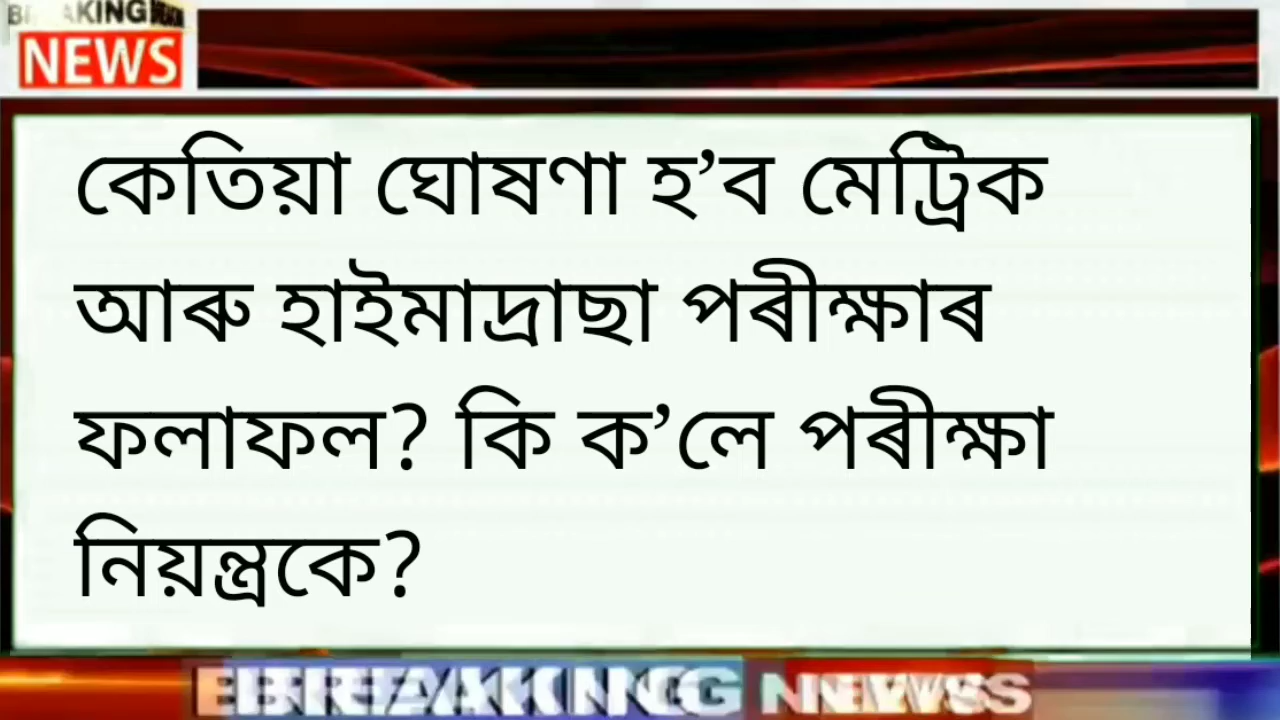 BREAKING
NEWS
কেতিয়া ঘোষণা হ’ব মেট্ৰিক
আৰু হাইমাদ্ৰাছা পৰীক্ষাৰ
ফলাফল? কি ক’লে পৰীক্ষা
নিয়ন্ত্ৰকে?
BREAKING NEWS